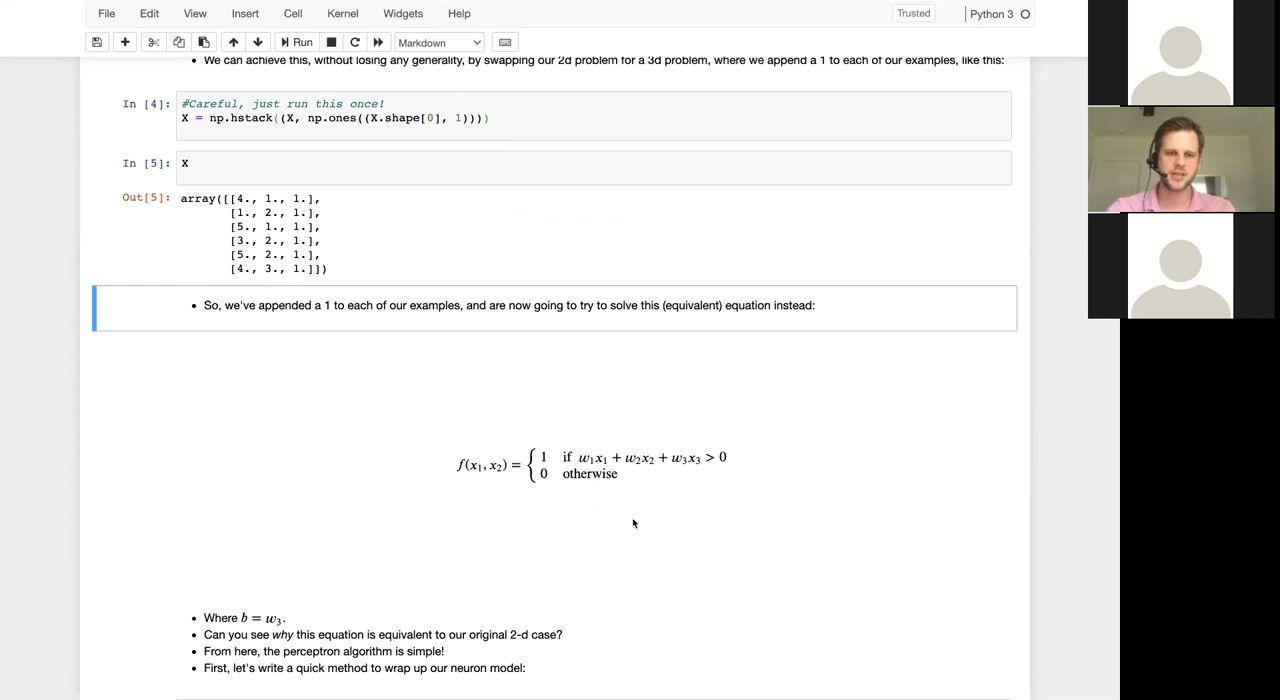 File Edit View Insert Cell Kernel Widgets Help Trusted Python 3
Run Markdown
• We can achieve this, without losing any generality, by swapping our 2d problem for a 3d problem, where we append a 1 to each of our examples, like this:
In [4]: #Careful, just run this once!
X = np.hstack((X, np.ones((X.shape[0], 1))))
In [5]: X
Out[5]: array([[4., 1., 1.],
[1., 2., 1.],
[5., 1., 1.],
[3., 2., 1.],
[5., 2., 1.],
[4., 3., 1.]])
• So, we've appended a 1 to each of our examples, and are now going to try to solve this (equivalent) equation instead:
f(x₁, x₂) = { 1 if w₁x₁ + w₂x₂ + w₃x₃ > 0
0 otherwise
• Where b = w₃.
• Can you see why this equation is equivalent to our original 2-d case?
• From here, the perceptron algorithm is simple!
• First, let's write a quick method to wrap up our neuron model: